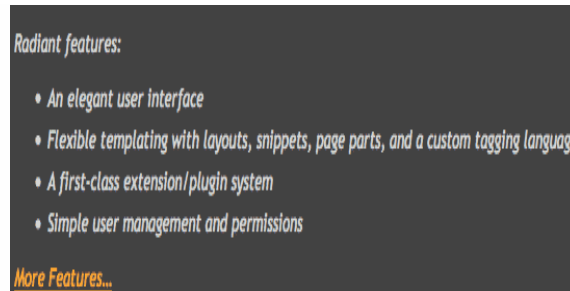 Radiant features:
• An elegant user interface
• Flexible templating with layouts, snippets, page parts, and a custom tagging languag
• A first-class extension/plugin system
• Simple user management and permissions
More Features...